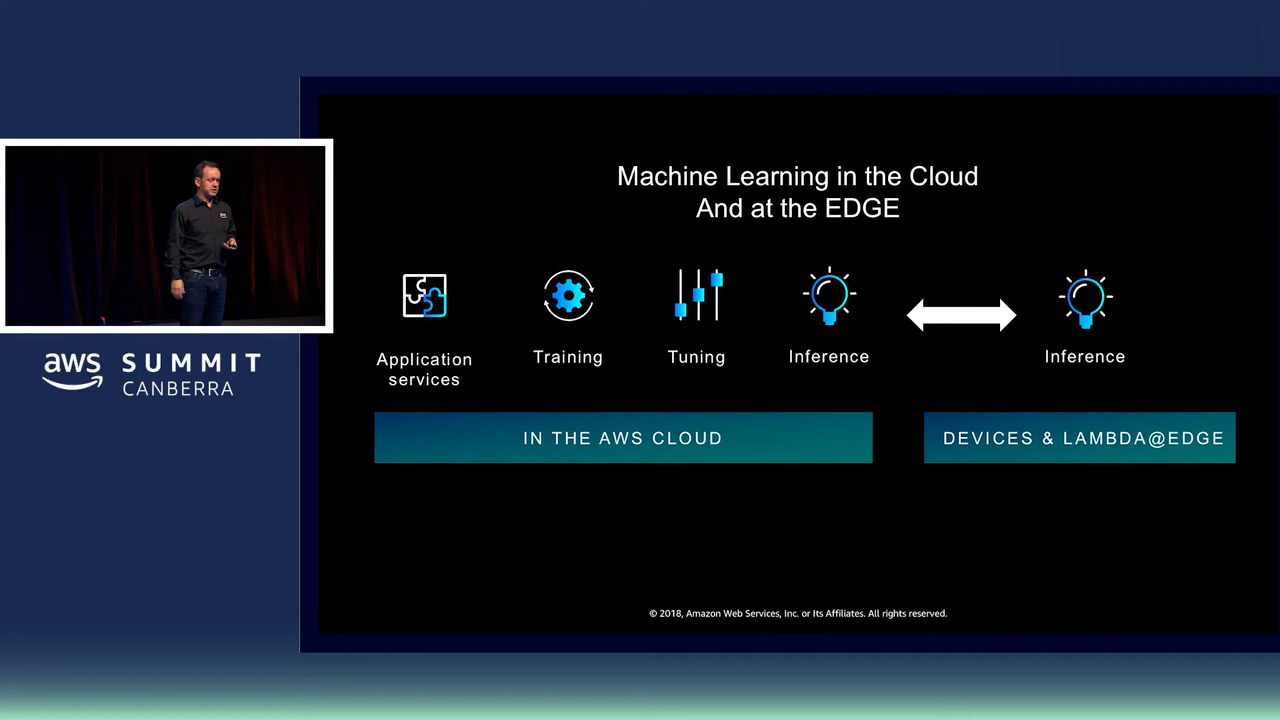 Machine Learning in the Cloud
And at the EDGE
Application
services
Training
Tuning
Inference
Inference
IN THE AWS CLOUD
DEVICES & LAMBDA@EDGE
aws SUMMIT
CANBERRA
© 2018, Amazon Web Services, Inc. or Its Affiliates. All rights reserved.